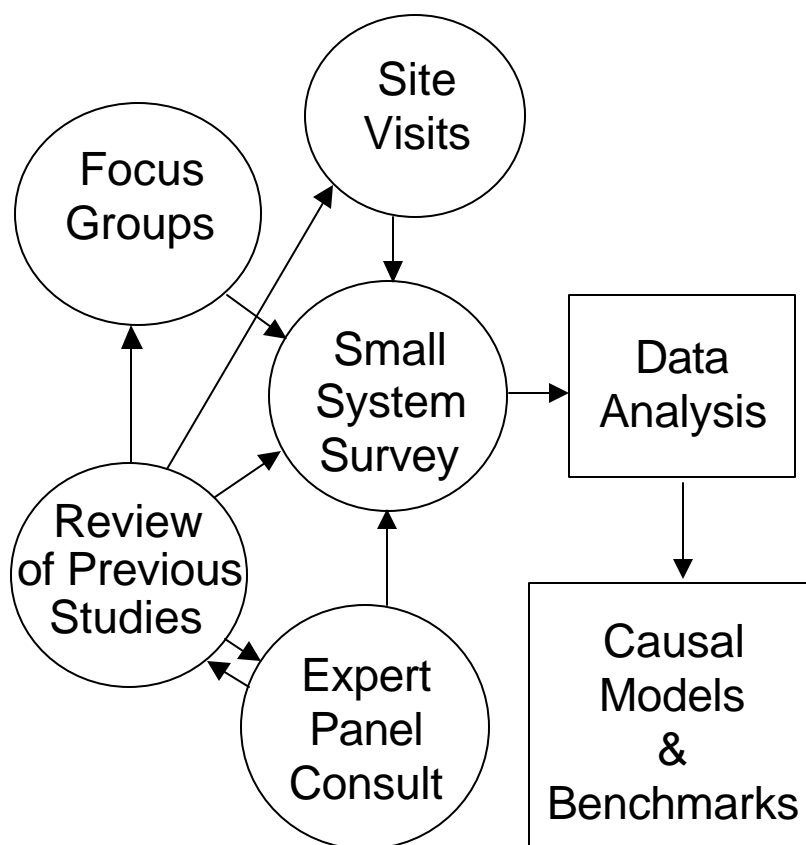 Site
Visits
Focus
Groups
Small
System
Survey
Data
Analysis
Review
of Previous
Studies
Expert
Panel
Consult
Causal
Models
&
Benchmarks